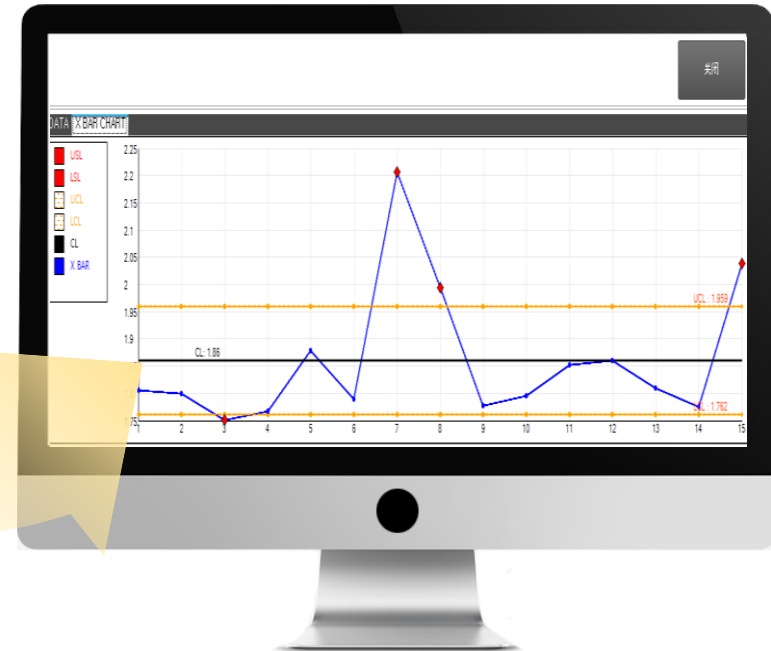 关闭
DATA X BAR CHART
USL
LSL
UCL
LCL
CL
X BAR
2.25
2.2
2.15
2.1
2.05
2
1.95
1.9
UCL : 1.959
CL: 1.86
: 1.762
1 2 3 4 5 6 7 8 9 10 11 12 13 14 15